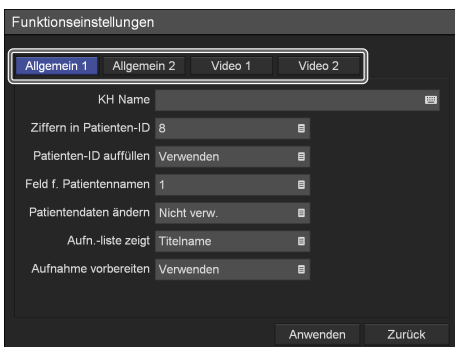 Funktionseinstellungen
Allgemein 1 Allgemein 2 Video 1 Video 2
KH Name
Ziffern in Patienten-ID 8
Patienten-ID auffüllen Verwenden
Feld f. Patientennamen 1
Patientendaten ändern Nicht verw.
Aufn.-liste zeigt Titelname
Aufnahme vorbereiten Verwenden
Anwenden Zurück